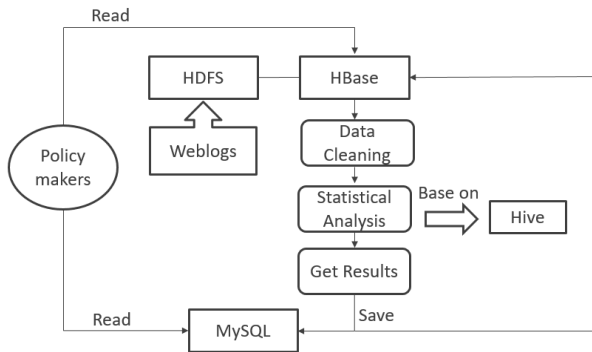 Read
HDFS
HBase
Weblogs
Data
Cleaning
Policy
makers
Statistical
Analysis
Base on
Hive
Get Results
Save
Read
MySQL